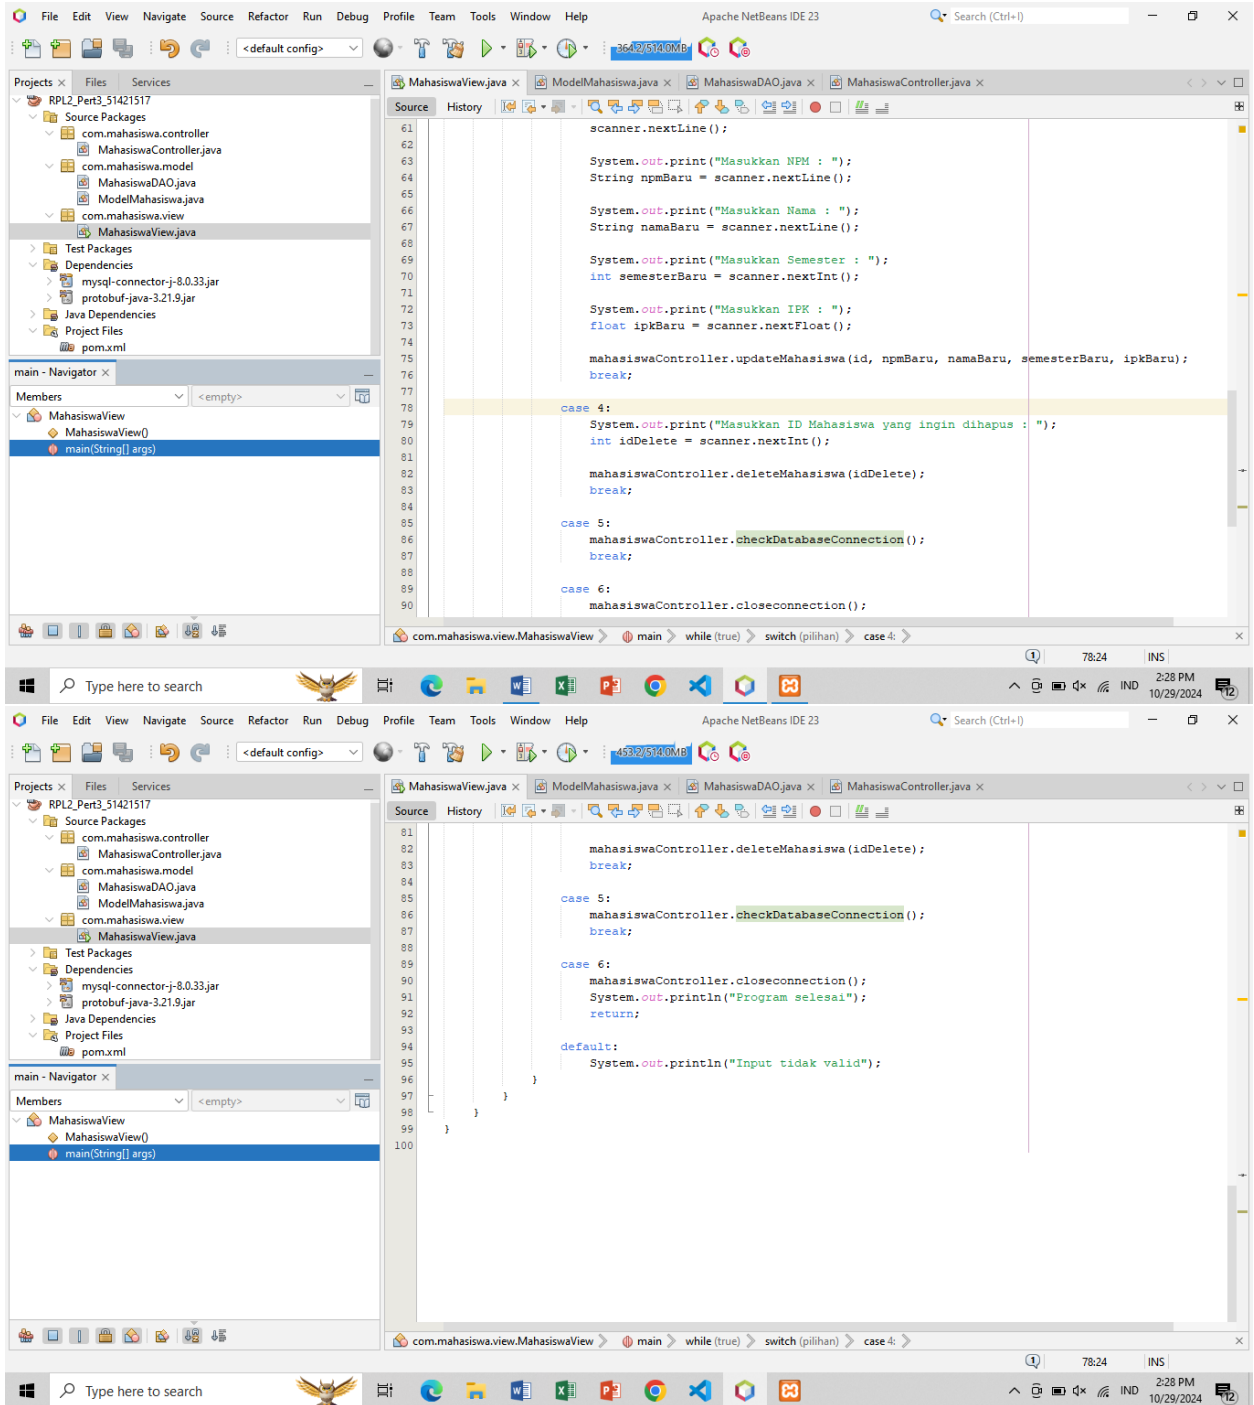 File Edit View Navigate Source Refactor Run Debug Profile Team Tools Window Help Apache NetBeans IDE 23 Search (Ctrl+I)
<default config> 364.2/514.0MB
Projects Files Services
RPL2_Pert3_51421517
Source Packages
com.mahasiswa.controller
MahasiswaController.java
com.mahasiswa.model
MahasiswaDAO.java
ModelMahasiswa.java
com.mahasiswa.view
MahasiswaView.java
Test Packages
Dependencies
mysql-connector-j-8.0.33.jar
protobuf-java-3.21.9.jar
Java Dependencies
Project Files
pom.xml
main - Navigator
Members <empty>
MahasiswaView
MahasiswaView()
main(String[] args)
MahasiswaView.java ModelMahasiswa.java MahasiswaDAO.java MahasiswaController.java
Source History
61 scanner.nextLine();
62
63 System.out.print("Masukkan NPM : ");
64 String npmBaru = scanner.nextLine();
65
66 System.out.print("Masukkan Nama : ");
67 String namaBaru = scanner.nextLine();
68
69 System.out.print("Masukkan Semester : ");
70 int semesterBaru = scanner.nextInt();
71
72 System.out.print("Masukkan IPK : ");
73 float ipkBaru = scanner.nextFloat();
74
75 mahasiswaController.updateMahasiswa(id, npmBaru, namaBaru, semesterBaru, ipkBaru);
76 break;
77
78 case 4:
79 System.out.print("Masukkan ID Mahasiswa yang ingin dihapus : ");
80 int idDelete = scanner.nextInt();
81
82 mahasiswaController.deleteMahasiswa(idDelete);
83 break;
84
85 case 5:
86 mahasiswaController.checkDatabaseConnection();
87 break;
88
89 case 6:
90 mahasiswaController.closeconnection();
com.mahasiswa.view.MahasiswaView main while (true) switch (pilihan) case 4:
1 78:24 INS
Type here to search IND 2:28 PM 10/29/2024 12
File Edit View Navigate Source Refactor Run Debug Profile Team Tools Window Help Apache NetBeans IDE 23 Search (Ctrl+I)
<default config> 453.2/514.0MB
Projects Files Services
RPL2_Pert3_51421517
Source Packages
com.mahasiswa.controller
MahasiswaController.java
com.mahasiswa.model
MahasiswaDAO.java
ModelMahasiswa.java
com.mahasiswa.view
MahasiswaView.java
Test Packages
Dependencies
mysql-connector-j-8.0.33.jar
protobuf-java-3.21.9.jar
Java Dependencies
Project Files
pom.xml
main - Navigator
Members <empty>
MahasiswaView
MahasiswaView()
main(String[] args)
MahasiswaView.java ModelMahasiswa.java MahasiswaDAO.java MahasiswaController.java
Source History
81
82 mahasiswaController.deleteMahasiswa(idDelete);
83 break;
84
85 case 5:
86 mahasiswaController.checkDatabaseConnection();
87 break;
88
89 case 6:
90 mahasiswaController.closeconnection();
91 System.out.println("Program selesai");
92 return;
93
94 default:
95 System.out.println("Input tidak valid");
96 }
97 }
98 }
99 }
100
com.mahasiswa.view.MahasiswaView main while (true) switch (pilihan) case 4:
1 78:24 INS
Type here to search IND 2:28 PM 10/29/2024 12